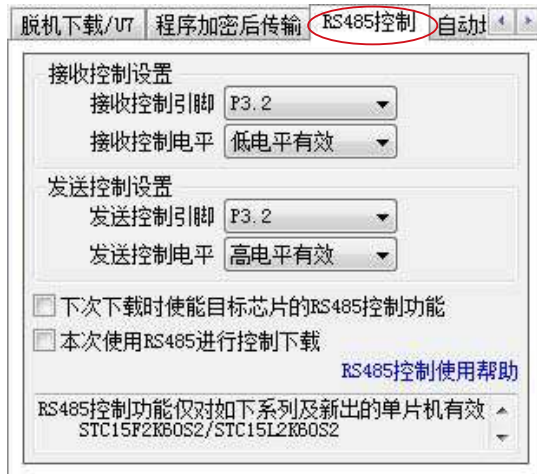 脱机下载/U7 程序加密后传输 RS485控制 自动
接收控制设置
接收控制引脚 P3.2
接收控制电平 低电平有效
发送控制设置
发送控制引脚 P3.2
发送控制电平 高电平有效
下次下载时使能目标芯片的RS485控制功能
本次使用RS485进行控制下载
RS485控制使用帮助
RS485控制功能仅对如下系列及新出的单片机有效
STC15F2K60S2/STC15L2K60S2